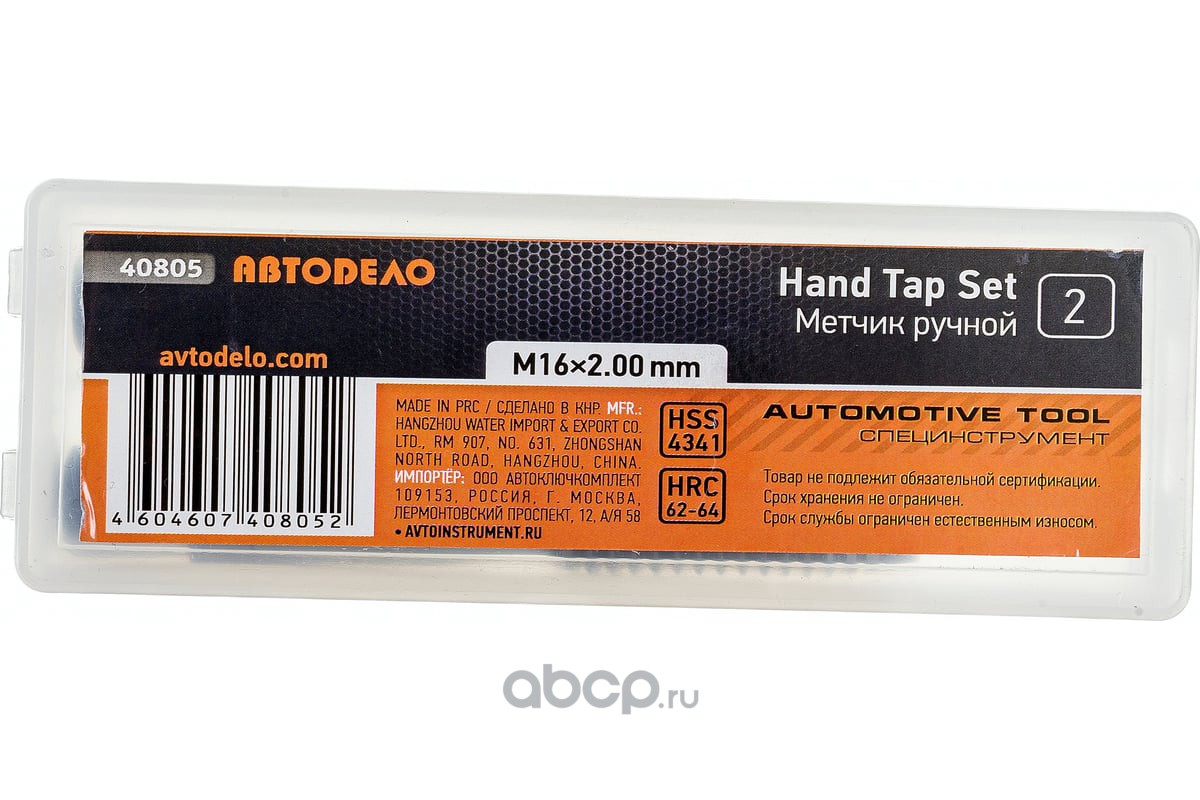 40805 АВТОDЕЛО
avtodelo.com
Hand Tap Set 2
Метчик ручной
M16×2.00 mm
4 604607 408052
MADE IN PRC / СДЕЛАНО В КНР. MFR.:
HANGZHOU WATER IMPORT & EXPORT CO.
LTD., RM 907, NO. 631, ZHONGSHAN
NORTH ROAD, HANGZHOU, CHINA.
ИМПОРТЁР: ООО АВТОКЛЮЧКОМПЛЕКТ
109153, РОССИЯ, Г. МОСКВА,
ЛЕРМОНТОВСКИЙ ПРОСПЕКТ, 12, А/Я 58
• AVTOINSTRUMENT.RU
HSS
4341
HRC
62-64
AUTOMOTIVE TOOL
СПЕЦИНСТРУМЕНТ
Товар не подлежит обязательной сертификации.
Срок хранения не ограничен.
Срок службы ограничен естественным износом.
abcp.ru